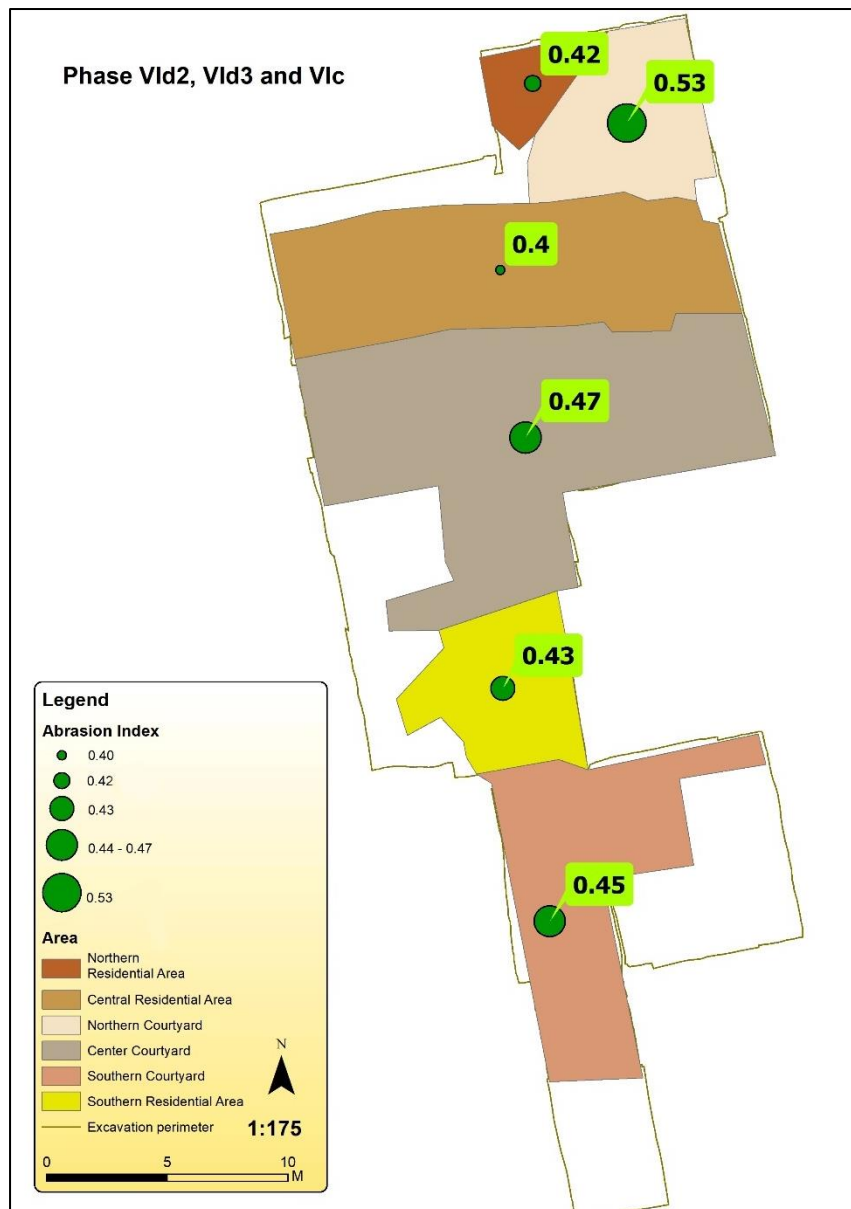 Phase VId2, VId3 and VIc
0.42
0.53
0.4
0.47
0.43
0.45
Legend
Abrasion Index
0.40
0.42
0.43
0.44 - 0.47
0.53
Area
Northern
Residential Area
Central Residential Area
Northern Courtyard
Center Courtyard
Southern Courtyard
Southern Residential Area
Excavation perimeter
N
1:175
0 5 10
M